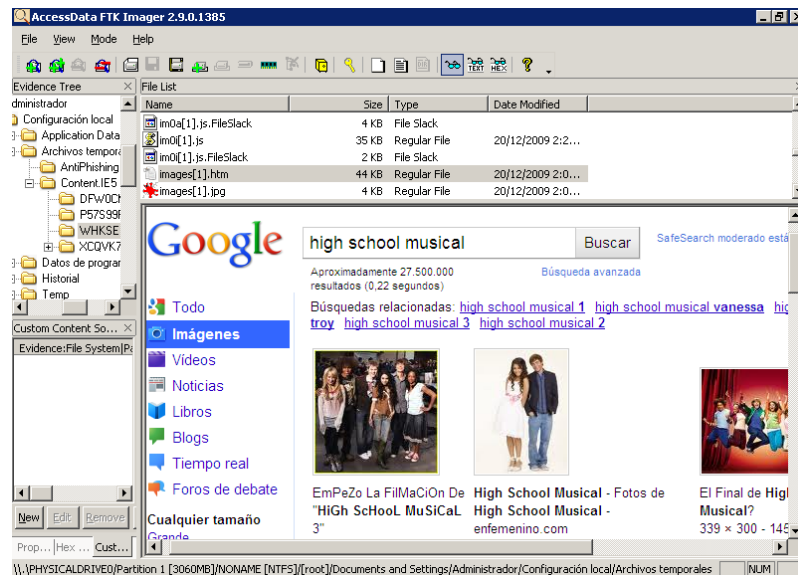 AccessData FTK Imager 2.9.0.1385
File View Mode Help
TEXT HEX
Evidence Tree
dministrador
Configuración local
Application Data
Archivos tempora
AntiPhishing
Content.IE5
DFW0C
P57S99F
WHKSE
XCQVK7
Datos de prograr
Historial
Temp
Custom Content So...
Evidence:File System|Pa
New Edit Remove
Prop... Hex ... Cust...
File List
Name Size Type Date Modified
im0a[1].js.FileSlack 4 KB File Slack
im0i[1].js 35 KB Regular File 20/12/2009 2:2...
im0i[1].js.FileSlack 2 KB File Slack
images[1].htm 44 KB Regular File 20/12/2009 2:0...
images[1].jpg 4 KB Regular File 20/12/2009 2:0...
Google
high school musical Buscar SafeSearch moderado está
Aproximadamente 27.500.000 Búsqueda avanzada
resultados (0,22 segundos)
Todo
Imágenes
Vídeos
Noticias
Libros
Blogs
Tiempo real
Foros de debate
Cualquier tamaño
Grande
Búsquedas relacionadas: high school musical 1 high school musical vanessa hig
troy high school musical 3 high school musical 2
EmPeZo La FilMaCiOn De
"HiGh ScHooL MuSiCaL
3"
High School Musical - Fotos de
High School Musical -
enfemenino.com
El Final de Hig
Musical?
339 × 300 - 145
\\.\PHYSICALDRIVE0/Partition 1 [3060MB]/NONAME [NTFS]/[root]/Documents and Settings/Administrador/Configuración local/Archivos temporales NUM